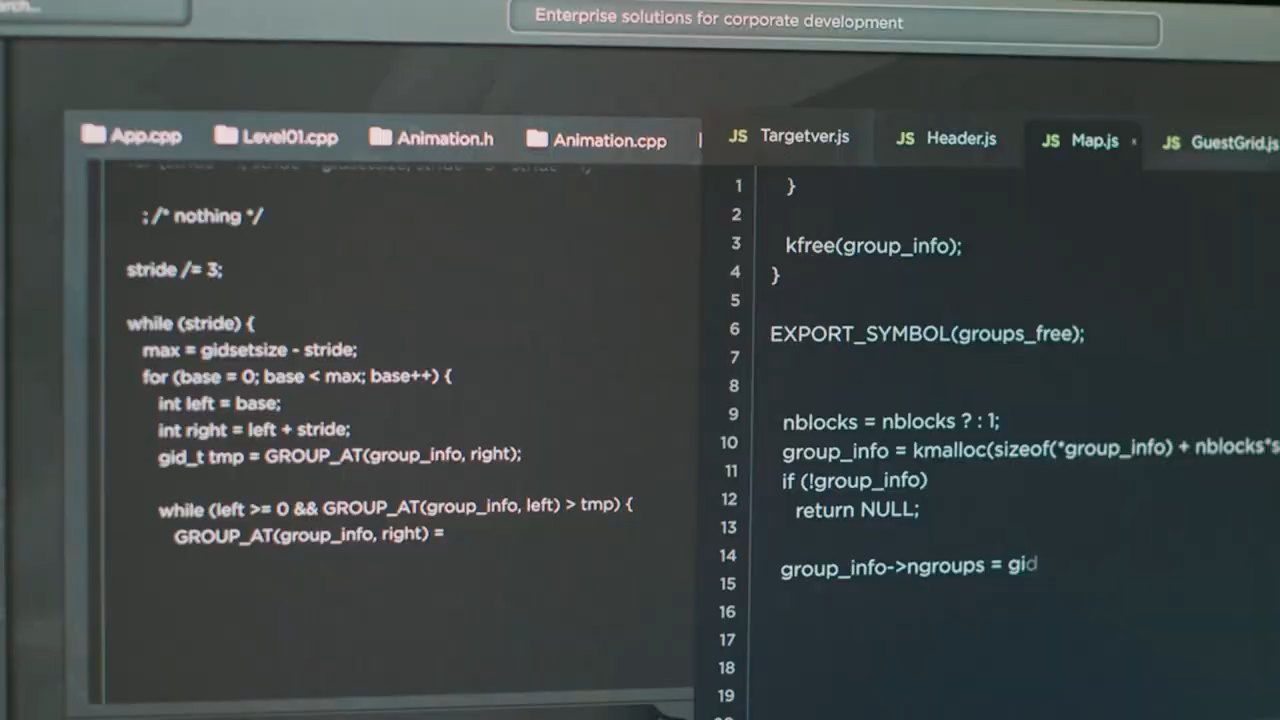 Enterprise solutions for corporate development
App.cpp Level01.cpp Animation.h Animation.cpp
; /* nothing */
stride /= 3;
while (stride) {
max = gidsetsize - stride;
for (base = 0; base < max; base++) {
int left = base;
int right = left + stride;
gid_t tmp = GROUP_AT(group_info, right);
while (left >= 0 && GROUP_AT(group_info, left) > tmp) {
GROUP_AT(group_info, right) =
JS Targetver.js JS Header.js JS Map.js × JS GuestGrid.js
1 }
2
3 kfree(group_info);
4 }
5
6 EXPORT_SYMBOL(groups_free);
7
8
9 nblocks = nblocks ? : 1;
10 group_info = kmalloc(sizeof(*group_info) + nblocks*s
11 if (!group_info)
12 return NULL;
13
14 group_info->ngroups = gid
15
16
17
18
19